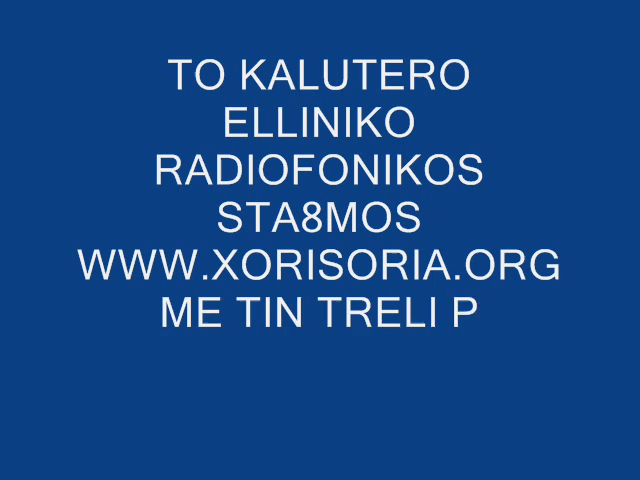 TO KALUTERO
ELLINIKO
RADIOFONIKOS
STA8MOS
WWW.XORISORIA.ORG
ME TIN TRELI P